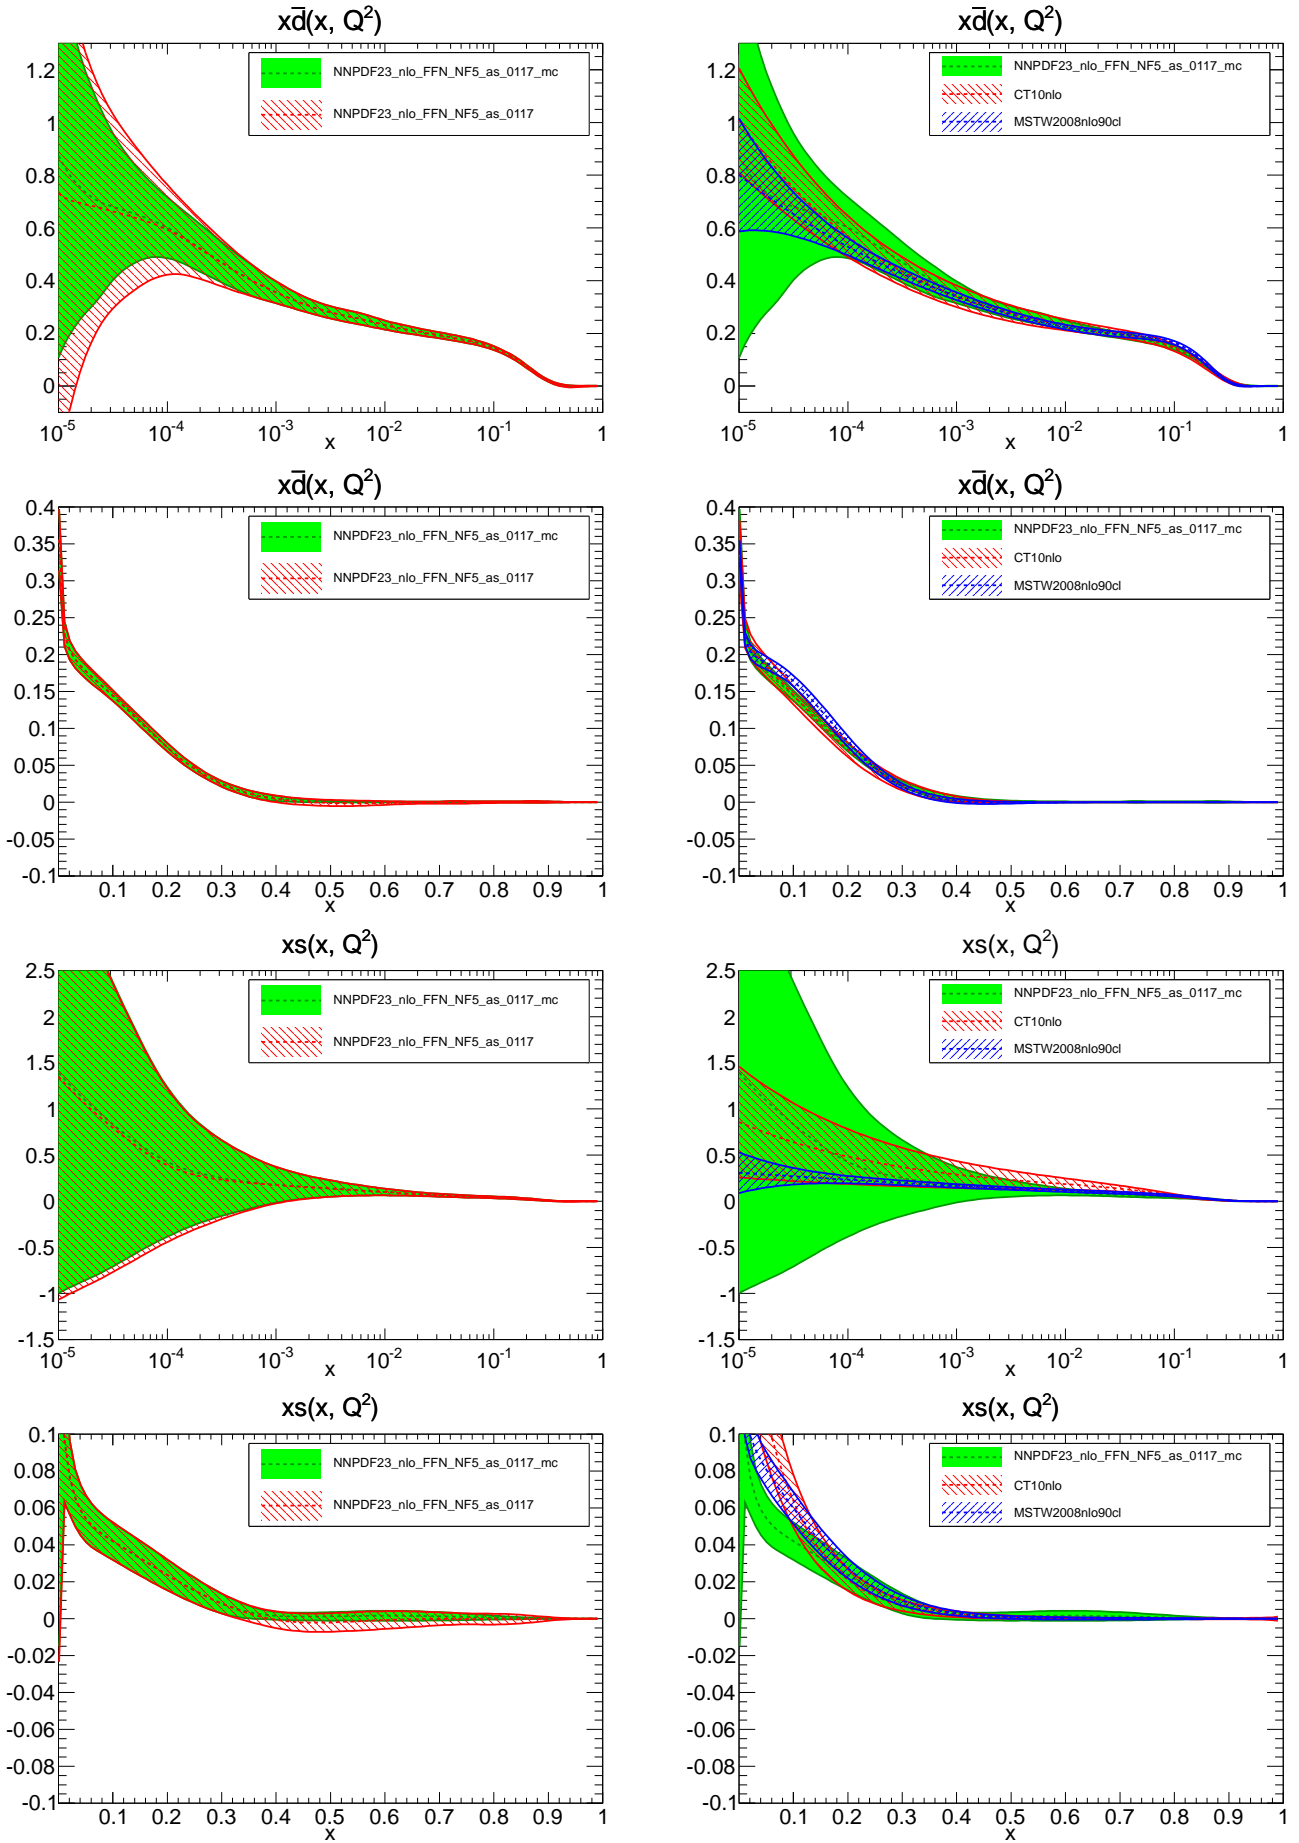 xd̅(x, Q²)
1.2
1
0.8
0.6
0.4
0.2
0
NNPDF23_nlo_FFN_NF5_as_0117_mc
NNPDF23_nlo_FFN_NF5_as_0117
10⁻⁵ 10⁻⁴ 10⁻³ 10⁻² 10⁻¹ 1
x
xd̅(x, Q²)
1.2
1
0.8
0.6
0.4
0.2
0
NNPDF23_nlo_FFN_NF5_as_0117_mc
CT10nlo
MSTW2008nlo90cl
10⁻⁵ 10⁻⁴ 10⁻³ 10⁻² 10⁻¹ 1
x
xd̅(x, Q²)
0.4
0.35
0.3
0.25
0.2
0.15
0.1
0.05
0
-0.05
-0.1
NNPDF23_nlo_FFN_NF5_as_0117_mc
NNPDF23_nlo_FFN_NF5_as_0117
0.1 0.2 0.3 0.4 0.5 0.6 0.7 0.8 0.9 1
x
xd̅(x, Q²)
0.4
0.35
0.3
0.25
0.2
0.15
0.1
0.05
0
-0.05
-0.1
NNPDF23_nlo_FFN_NF5_as_0117_mc
CT10nlo
MSTW2008nlo90cl
0.1 0.2 0.3 0.4 0.5 0.6 0.7 0.8 0.9 1
x
xs(x, Q²)
2.5
2
1.5
1
0.5
0
-0.5
-1
-1.5
NNPDF23_nlo_FFN_NF5_as_0117_mc
NNPDF23_nlo_FFN_NF5_as_0117
10⁻⁵ 10⁻⁴ 10⁻³ 10⁻² 10⁻¹ 1
x
xs(x, Q²)
2.5
2
1.5
1
0.5
0
-0.5
-1
-1.5
NNPDF23_nlo_FFN_NF5_as_0117_mc
CT10nlo
MSTW2008nlo90cl
10⁻⁵ 10⁻⁴ 10⁻³ 10⁻² 10⁻¹ 1
x
xs(x, Q²)
0.1
0.08
0.06
0.04
0.02
0
-0.02
-0.04
-0.06
-0.08
-0.1
NNPDF23_nlo_FFN_NF5_as_0117_mc
NNPDF23_nlo_FFN_NF5_as_0117
0.1 0.2 0.3 0.4 0.5 0.6 0.7 0.8 0.9 1
x
xs(x, Q²)
0.1
0.08
0.06
0.04
0.02
0
-0.02
-0.04
-0.06
-0.08
-0.1
NNPDF23_nlo_FFN_NF5_as_0117_mc
CT10nlo
MSTW2008nlo90cl
0.1 0.2 0.3 0.4 0.5 0.6 0.7 0.8 0.9 1
x